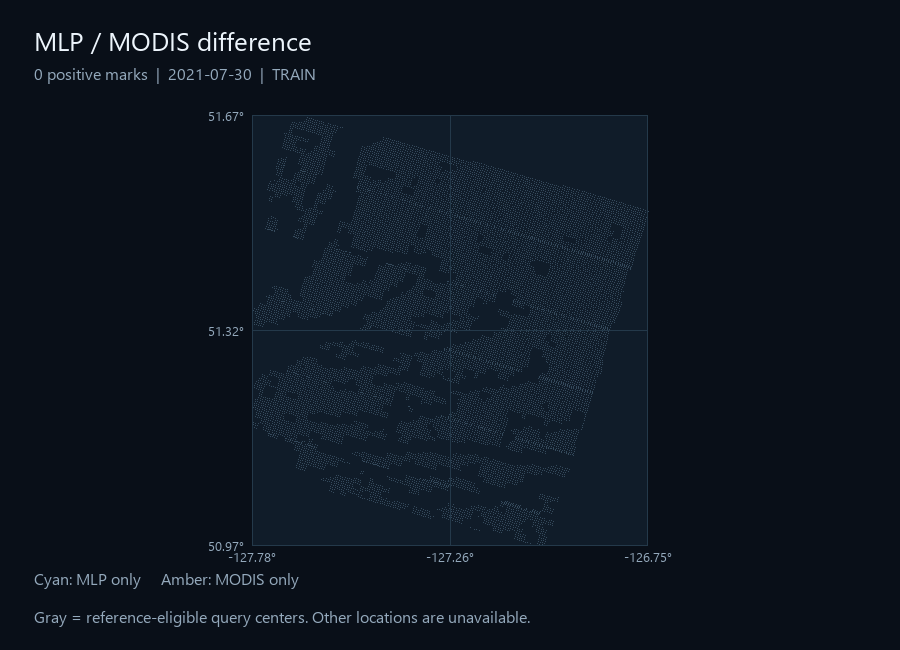 MLP / MODIS difference
0 positive marks | 2021-07-30 | TRAIN
51.67°
51.32°
50.97°
-127.78° -127.26° -126.75°
Cyan: MLP only Amber: MODIS only
Gray = reference-eligible query centers. Other locations are unavailable.